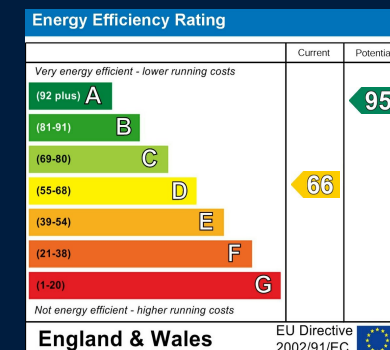 Energy Efficiency Rating
Current
Very energy efficient - lower running costs
(92 plus) A
95
(81-91) B
(69-80) C
(55-68) D
66
(39-54) E
(21-38) F
(1-20) G
Not energy efficient - higher running costs
England & Wales
EU Directive
2002/91/EC